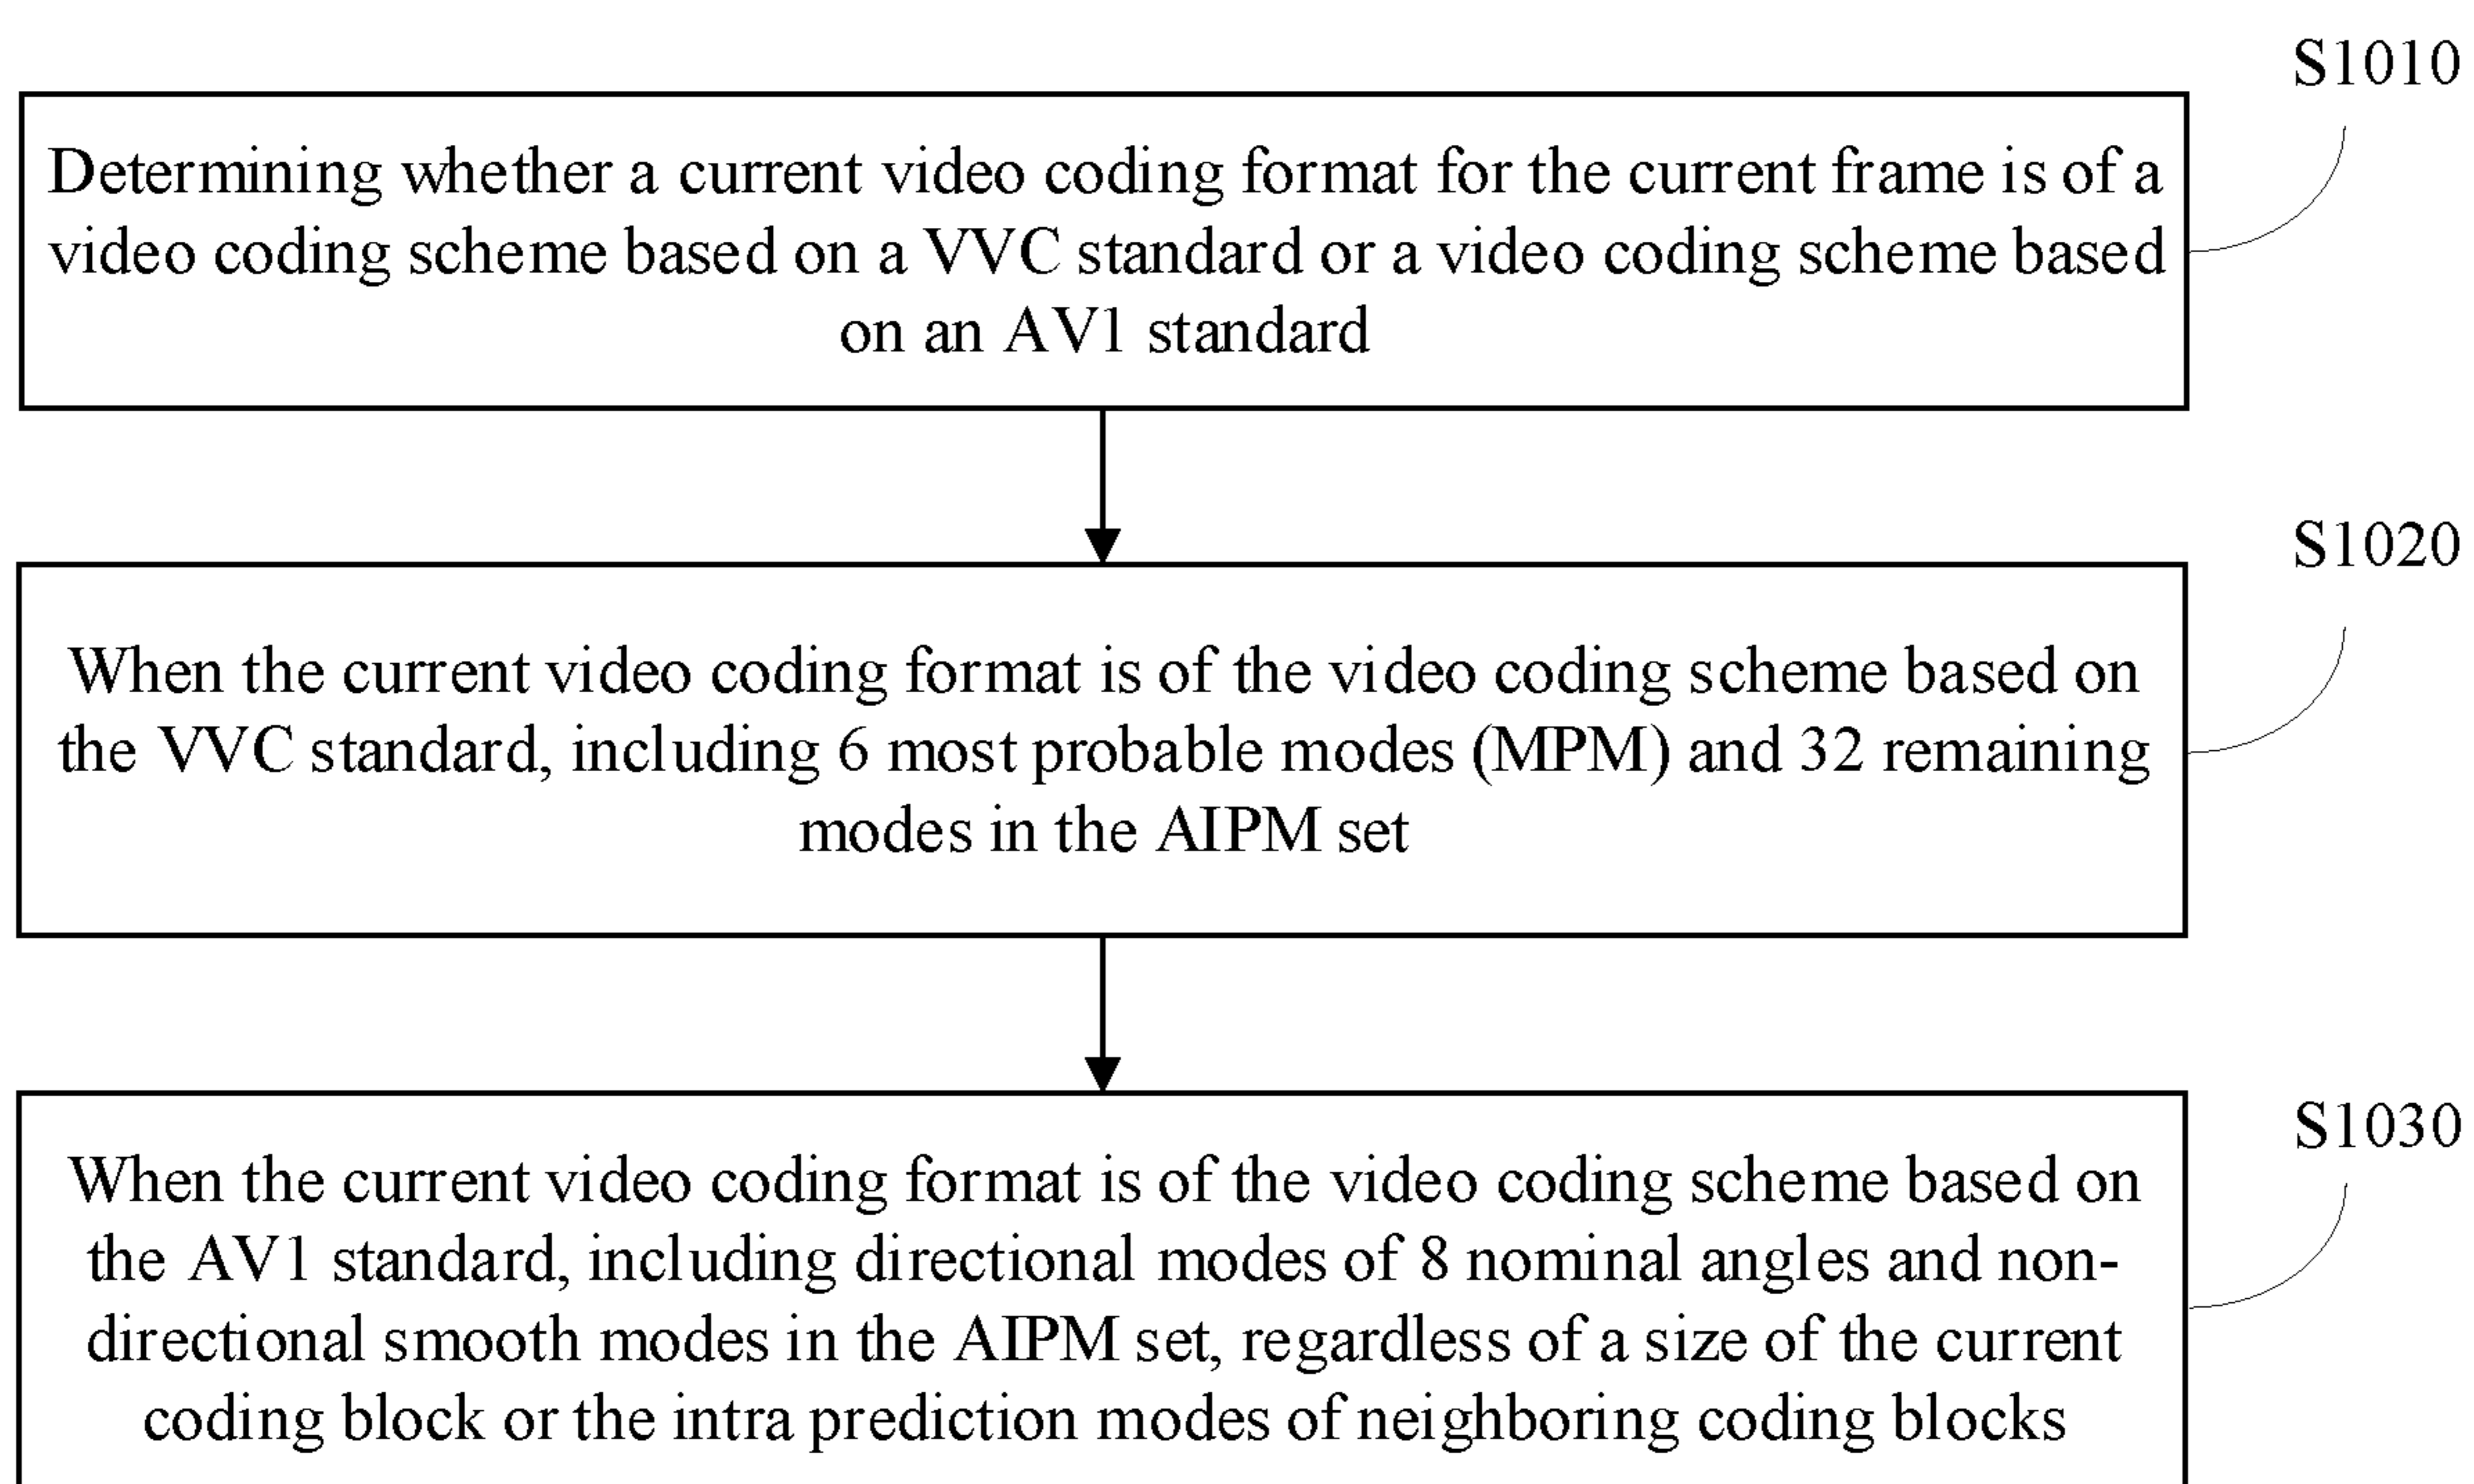 S1010
Determining whether a current video coding format for the current frame is of a
video coding scheme based on a VVC standard or a video coding scheme based
on an AV1 standard
S1020
When the current video coding format is of the video coding scheme based on
the VVC standard, including 6 most probable modes (MPM) and 32 remaining
modes in the AIPM set
S1030
When the current video coding format is of the video coding scheme based on
the AV1 standard, including directional modes of 8 nominal angles and non-
directional smooth modes in the AIPM set, regardless of a size of the current
coding block or the intra prediction modes of neighboring coding blocks